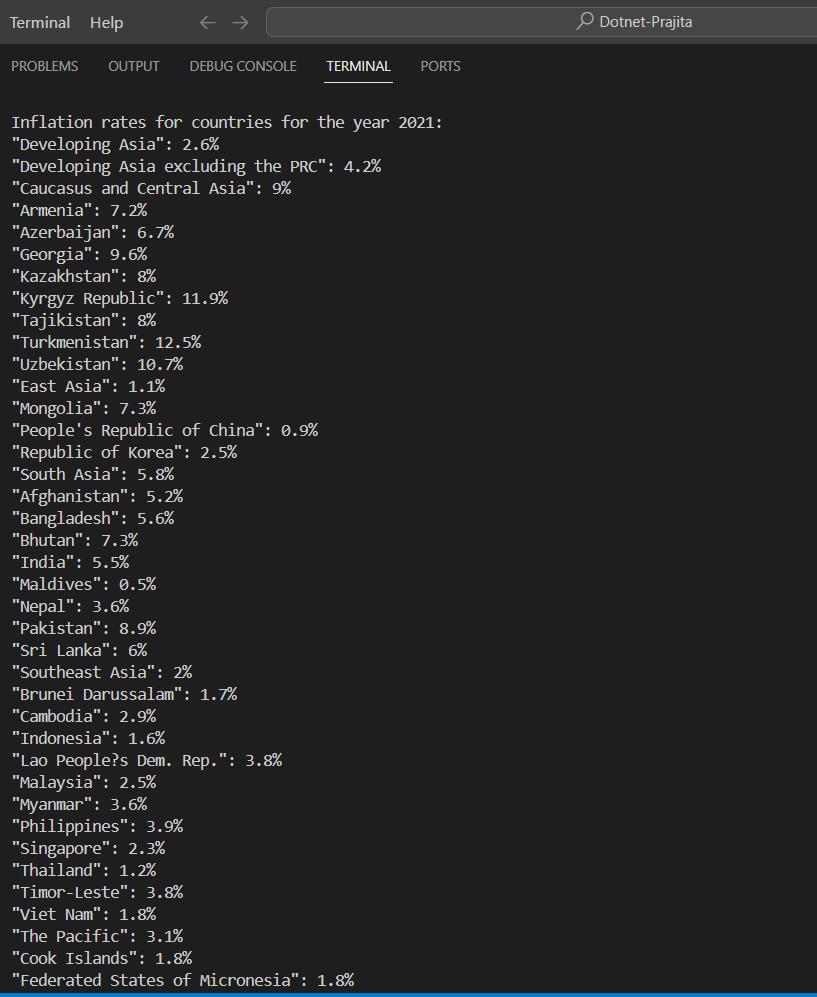 Terminal Help Dotnet-Prajita
PROBLEMS OUTPUT DEBUG CONSOLE TERMINAL PORTS
Inflation rates for countries for the year 2021:
"Developing Asia": 2.6%
"Developing Asia excluding the PRC": 4.2%
"Caucasus and Central Asia": 9%
"Armenia": 7.2%
"Azerbaijan": 6.7%
"Georgia": 9.6%
"Kazakhstan": 8%
"Kyrgyz Republic": 11.9%
"Tajikistan": 8%
"Turkmenistan": 12.5%
"Uzbekistan": 10.7%
"East Asia": 1.1%
"Mongolia": 7.3%
"People's Republic of China": 0.9%
"Republic of Korea": 2.5%
"South Asia": 5.8%
"Afghanistan": 5.2%
"Bangladesh": 5.6%
"Bhutan": 7.3%
"India": 5.5%
"Maldives": 0.5%
"Nepal": 3.6%
"Pakistan": 8.9%
"Sri Lanka": 6%
"Southeast Asia": 2%
"Brunei Darussalam": 1.7%
"Cambodia": 2.9%
"Indonesia": 1.6%
"Lao People?s Dem. Rep.": 3.8%
"Malaysia": 2.5%
"Myanmar": 3.6%
"Philippines": 3.9%
"Singapore": 2.3%
"Thailand": 1.2%
"Timor-Leste": 3.8%
"Viet Nam": 1.8%
"The Pacific": 3.1%
"Cook Islands": 1.8%
"Federated States of Micronesia": 1.8%